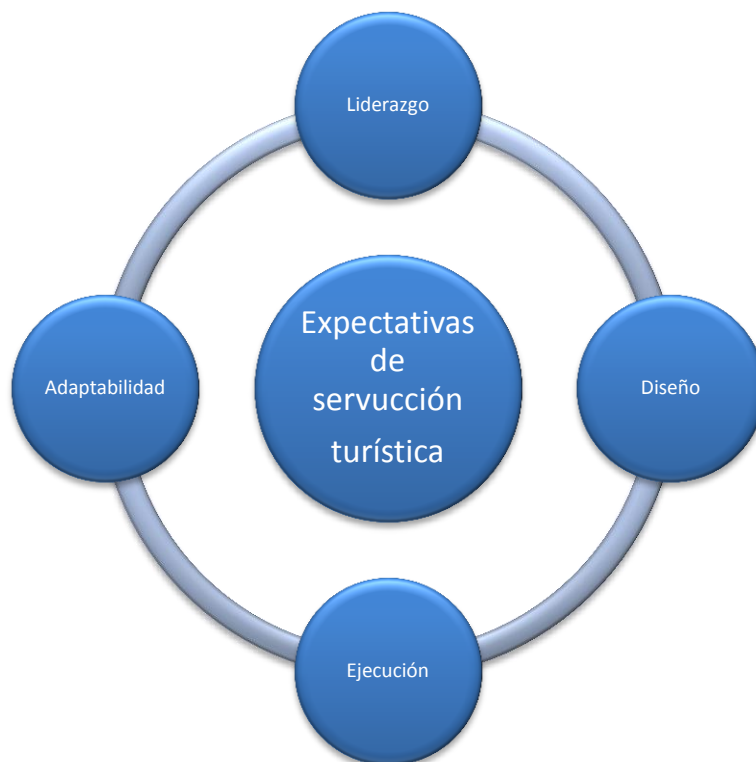 Liderazgo
Expectativas
de
servucción
turística
Adaptabilidad
Diseño
Ejecución